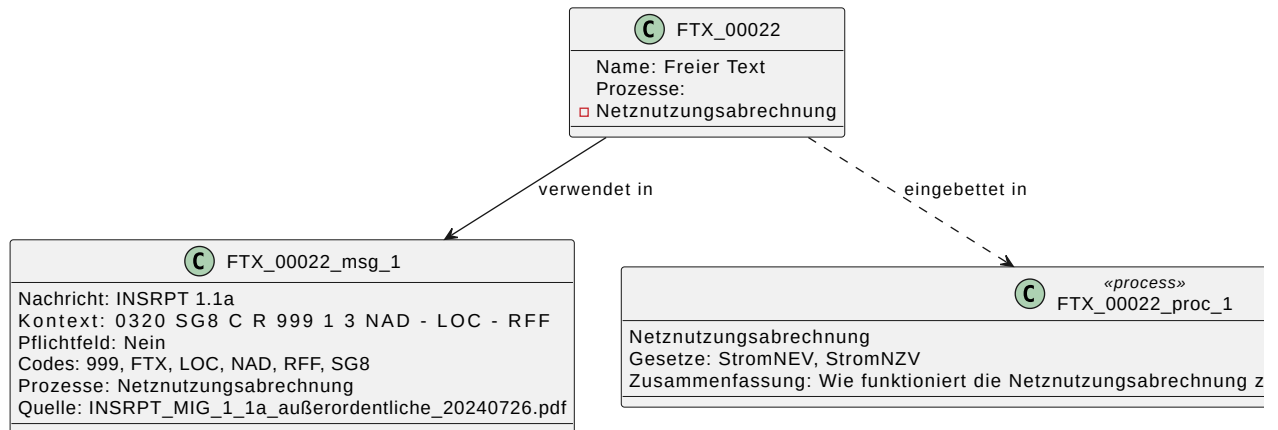 C FTX_00022
Name: Freier Text
Prozesse:
Netznutzungsabrechnung
verwendet in
eingebettet in
C FTX_00022_msg_1
Nachricht: INSRPT 1.1a
Kontext: 0320 SG8 C R 999 1 3 NAD - LOC - RFF
Pflichtfeld: Nein
Codes: 999, FTX, LOC, NAD, RFF, SG8
Prozesse: Netznutzungsabrechnung
Quelle: INSRPT_MIG_1_1a_außerordentliche_20240726.pdf
«process»
C FTX_00022_proc_1
Netznutzungsabrechnung
Gesetze: StromNEV, StromNZV
Zusammenfassung: Wie funktioniert die Netznutzungsabrechnung z